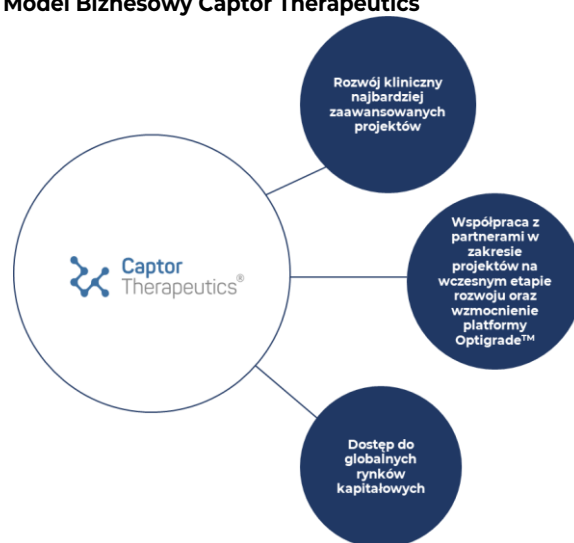 Model Biznesowy Captor Therapeutics
Rozwój kliniczny
najbardziej
zaawansowanych
projektów
Captor
Therapeutics®
Współpraca z
partnerami w
zakresie
projektów na
wczesnym etapie
rozwoju oraz
wzmocnienie
platformy
Optigrade™
Dostęp do
globalnych
rynków
kapitałowych